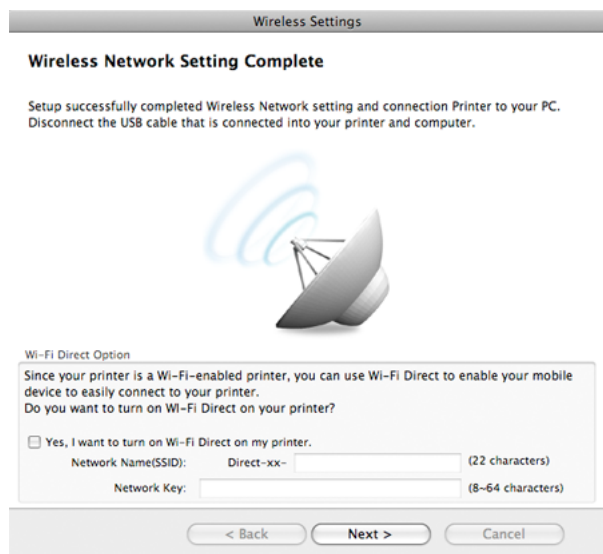 Wireless Settings
Wireless Network Setting Complete
Setup successfully completed Wireless Network setting and connection Printer to your PC.
Disconnect the USB cable that is connected into your printer and computer.
Wi-Fi Direct Option
Since your printer is a Wi-Fi-enabled printer, you can use Wi-Fi Direct to enable your mobile
device to easily connect to your printer.
Do you want to turn on WI-Fi Direct on your printer?
Yes, I want to turn on Wi-Fi Direct on my printer.
Network Name(SSID): Direct-xx- (22 characters)
Network Key: (8~64 characters)
< Back Next > Cancel